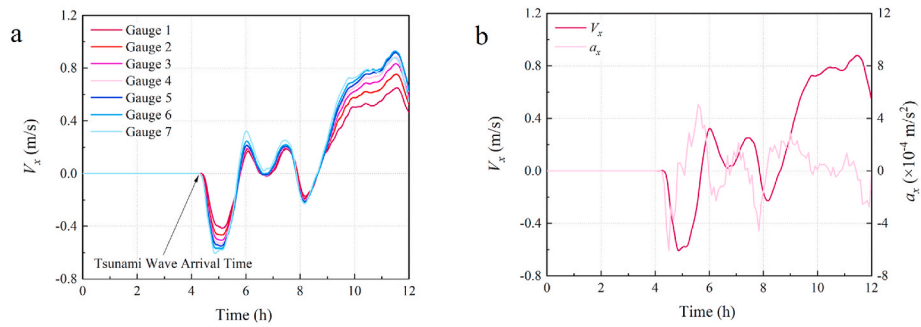 a
Gauge 1
Gauge 2
Gauge 3
Gauge 4
Gauge 5
Gauge 6
Gauge 7
Tsunami Wave Arrival Time
Vx (m/s)
1.2
0.8
0.4
0.0
-0.4
-0.8
0 2 4 6 8 10 12
Time (h)
b
Vx
ax
Vx (m/s)
1.2
0.8
0.4
0.0
-0.4
-0.8
12
8
4
0
-4
-8
ax (×10⁻⁴ m/s²)
0 2 4 6 8 10 12
Time (h)